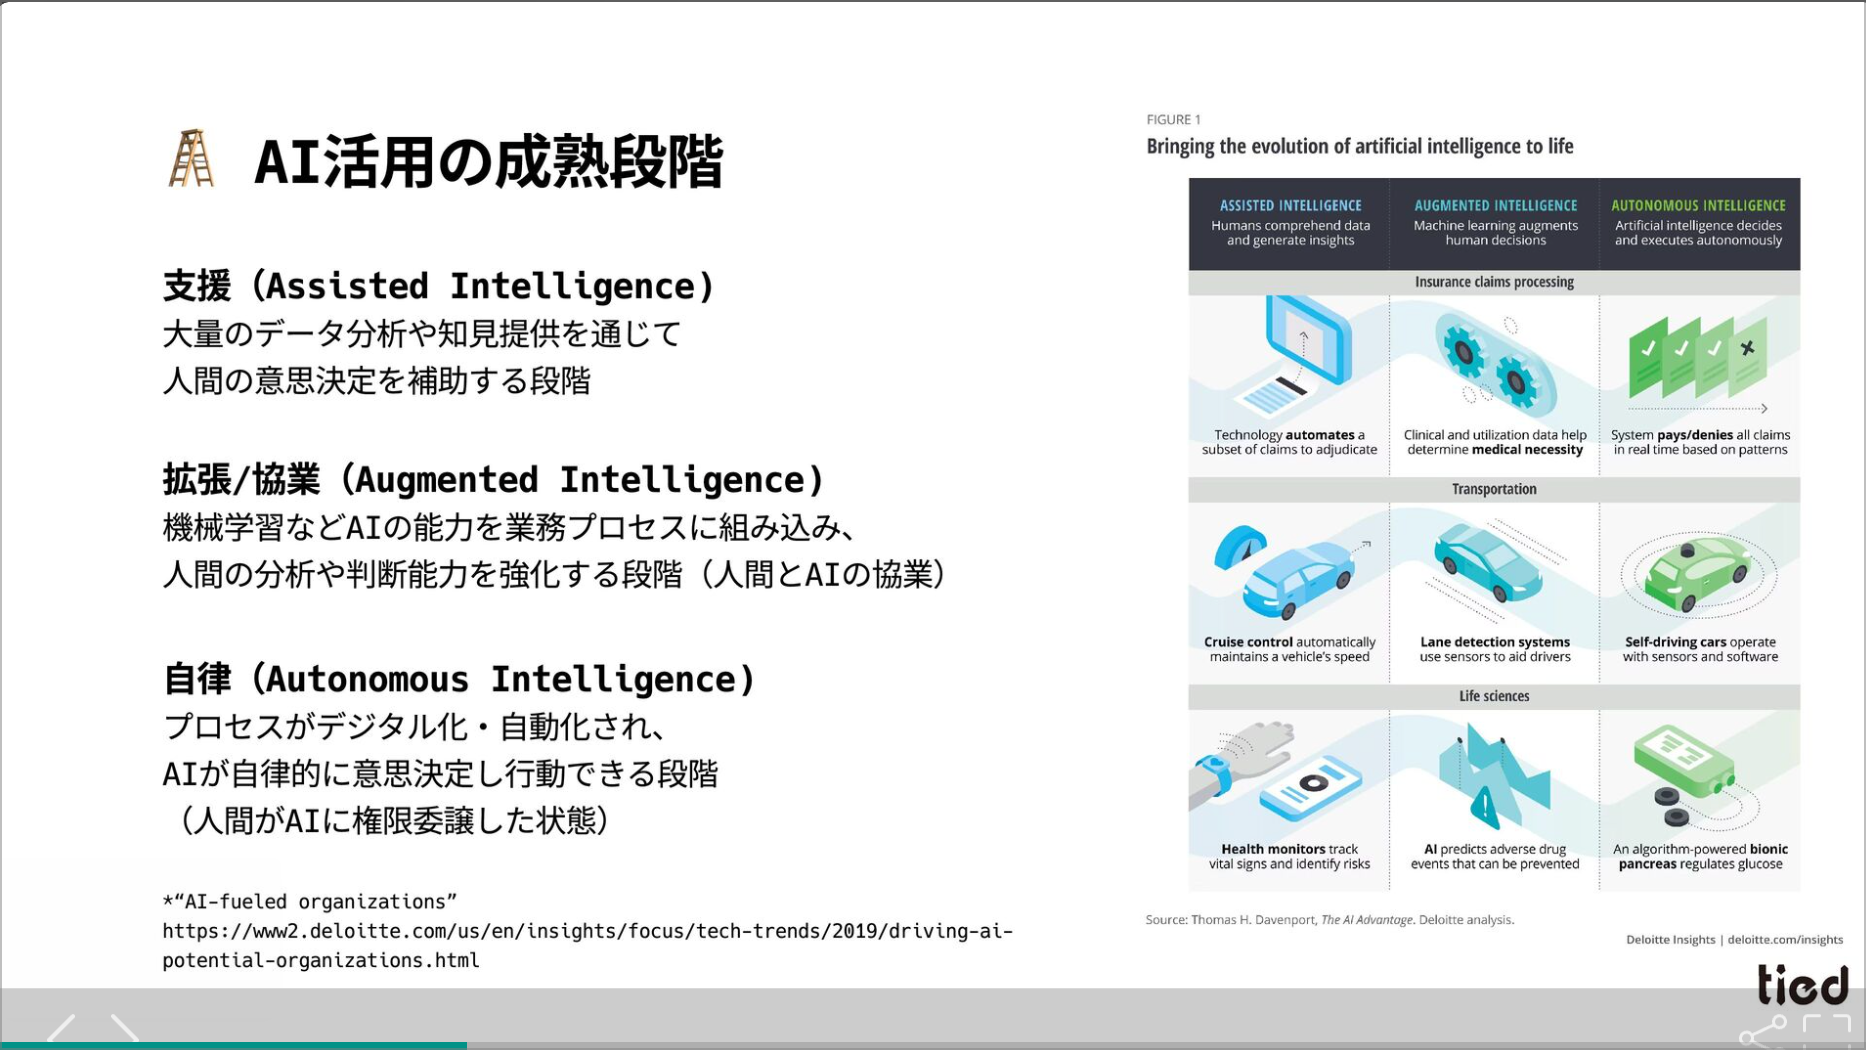 AI活用の成熟段階
支援（Assisted Intelligence）
大量のデータ分析や知見提供を通じて
人間の意思決定を補助する段階
拡張/協業（Augmented Intelligence）
機械学習などAIの能力を業務プロセスに組み込み、
人間の分析や判断能力を強化する段階（人間とAIの協業）
自律（Autonomous Intelligence）
プロセスがデジタル化・自動化され、
AIが自律的に意思決定し行動できる段階
（人間がAIに権限委譲した状態）
*“AI-fueled organizations”
https://www2.deloitte.com/us/en/insights/focus/tech-trends/2019/driving-ai-
potential-organizations.html
FIGURE 1
Bringing the evolution of artificial intelligence to life
ASSISTED INTELLIGENCE
Humans comprehend data
and generate insights
AUGMENTED INTELLIGENCE
Machine learning augments
human decisions
AUTONOMOUS INTELLIGENCE
Artificial intelligence decides
and executes autonomously
Insurance claims processing
Technology automates a
subset of claims to adjudicate
Clinical and utilization data help
determine medical necessity
System pays/denies all claims
in real time based on patterns
Transportation
Cruise control automatically
maintains a vehicle's speed
Lane detection systems
use sensors to aid drivers
Self-driving cars operate
with sensors and software
Life sciences
Health monitors track
vital signs and identify risks
AI predicts adverse drug
events that can be prevented
An algorithm-powered bionic
pancreas regulates glucose
Source: Thomas H. Davenport, The AI Advantage. Deloitte analysis.
Deloitte Insights | deloitte.com/insights
tied